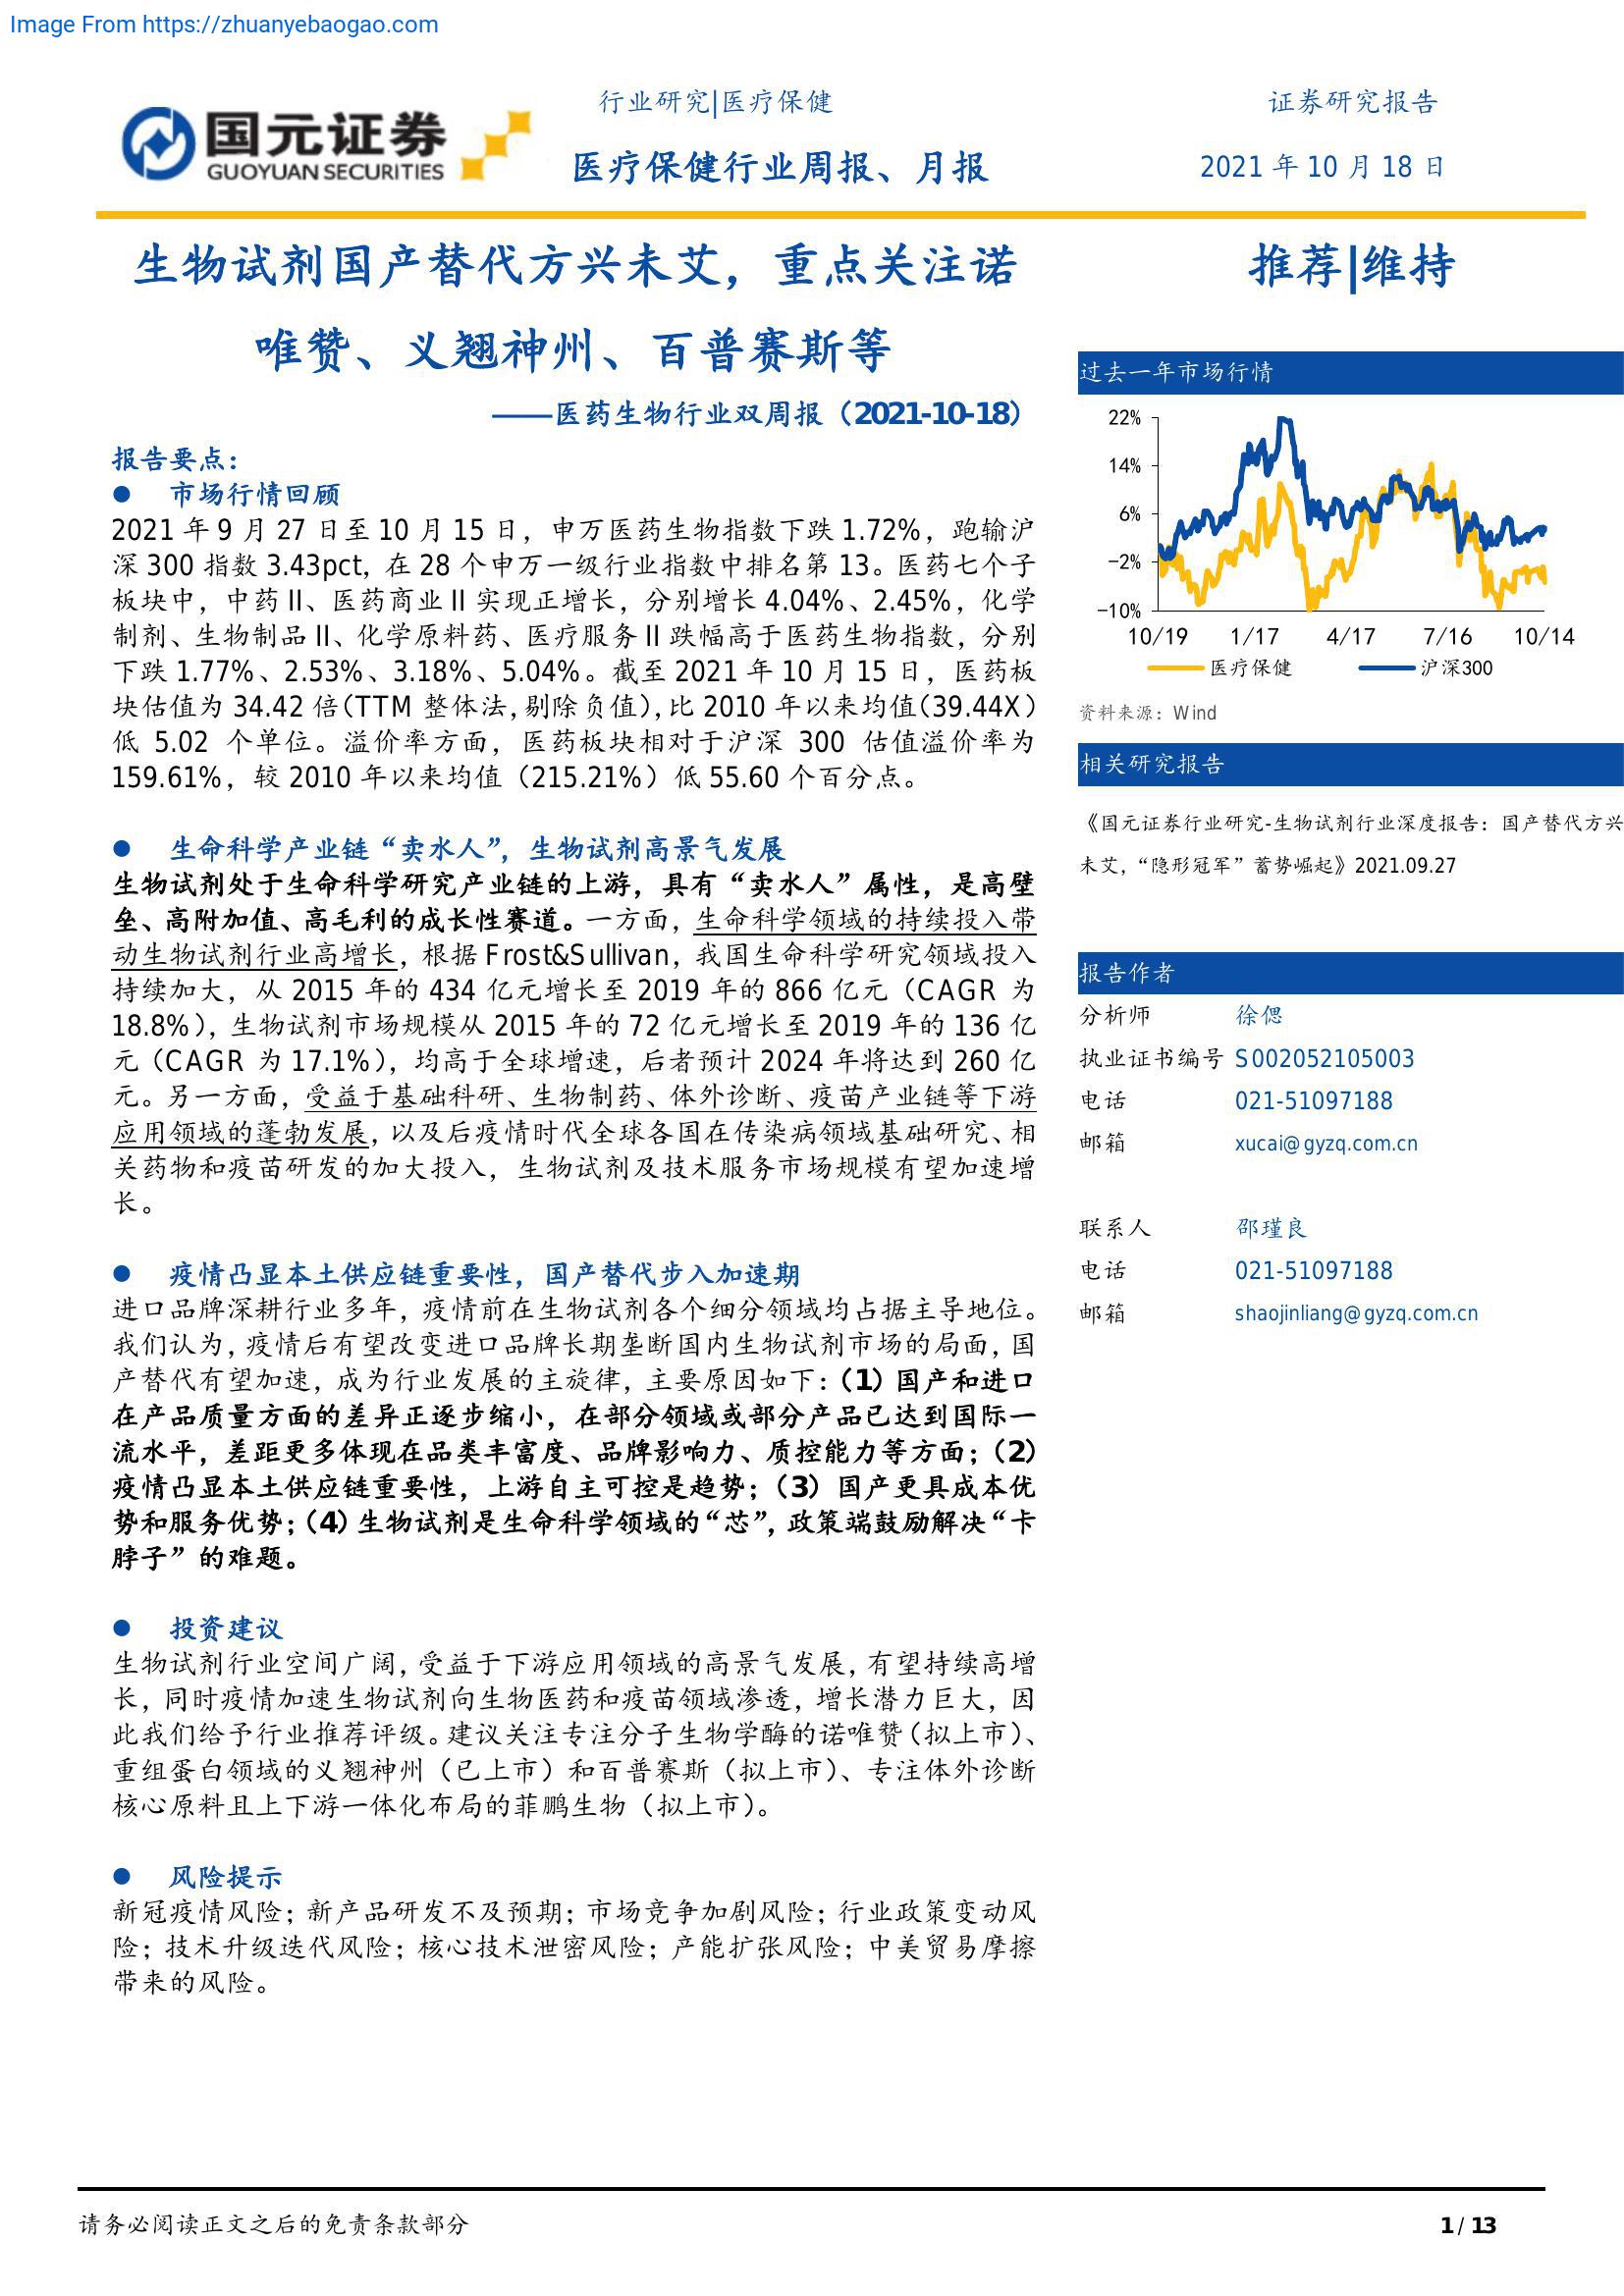 Image From https://zhuanyebaogao.com
国元证券
GUOYUAN SECURITIES
行业研究|医疗保健
证券研究报告
医疗保健行业周报、月报
2021 年 10 月 18 日
生物试剂国产替代方兴未艾，重点关注诺
唯赞、义翘神州、百普赛斯等
——医药生物行业双周报（2021-10-18）
报告要点：
● 市场行情回顾
2021 年 9 月 27 日至 10 月 15 日，申万医药生物指数下跌 1.72%，跑输沪
深 300 指数 3.43pct，在 28 个申万一级行业指数中排名第 13。医药七个子
板块中，中药 II、医药商业 II 实现正增长，分别增长 4.04%、2.45%，化学
制剂、生物制品 II、化学原料药、医疗服务 II 跌幅高于医药生物指数，分别
下跌 1.77%、2.53%、3.18%、5.04%。截至 2021 年 10 月 15 日，医药板
块估值为 34.42 倍（TTM 整体法，剔除负值），比 2010 年以来均值（39.44X）
低 5.02 个单位。溢价率方面，医药板块相对于沪深 300 估值溢价率为
159.61%，较 2010 年以来均值（215.21%）低 55.60 个百分点。
● 生命科学产业链“卖水人”，生物试剂高景气发展
生物试剂处于生命科学研究产业链的上游，具有“卖水人”属性，是高壁
垒、高附加值、高毛利的成长性赛道。一方面，生命科学领域的持续投入带
动生物试剂行业高增长，根据 Frost&Sullivan，我国生命科学研究领域投入
持续加大，从 2015 年的 434 亿元增长至 2019 年的 866 亿元（CAGR 为
18.8%），生物试剂市场规模从 2015 年的 72 亿元增长至 2019 年的 136 亿
元（CAGR 为 17.1%），均高于全球增速，后者预计 2024 年将达到 260 亿
元。另一方面，受益于基础科研、生物制药、体外诊断、疫苗产业链等下游
应用领域的蓬勃发展，以及后疫情时代全球各国在传染病领域基础研究、相
关药物和疫苗研发的加大投入，生物试剂及技术服务市场规模有望加速增
长。
● 疫情凸显本土供应链重要性，国产替代步入加速期
进口品牌深耕行业多年，疫情前在生物试剂各个细分领域均占据主导地位。
我们认为，疫情后有望改变进口品牌长期垄断国内生物试剂市场的局面，国
产替代有望加速，成为行业发展的主旋律，主要原因如下：（1）国产和进口
在产品质量方面的差异正逐步缩小，在部分领域或部分产品已达到国际一
流水平，差距更多体现在品类丰富度、品牌影响力、质控能力等方面；（2）
疫情凸显本土供应链重要性，上游自主可控是趋势；（3）国产更具成本优
势和服务优势；（4）生物试剂是生命科学领域的“芯”，政策端鼓励解决“卡
脖子”的难题。
● 投资建议
生物试剂行业空间广阔，受益于下游应用领域的高景气发展，有望持续高增
长，同时疫情加速生物试剂向生物医药和疫苗领域渗透，增长潜力巨大，因
此我们给予行业推荐评级。建议关注专注分子生物学酶的诺唯赞（拟上市）、
重组蛋白领域的义翘神州（已上市）和百普赛斯（拟上市）、专注体外诊断
核心原料且上下游一体化布局的菲鹏生物（拟上市）。
● 风险提示
新冠疫情风险；新产品研发不及预期；市场竞争加剧风险；行业政策变动风
险；技术升级迭代风险；核心技术泄密风险；产能扩张风险；中美贸易摩擦
带来的风险。
推荐|维持
过去一年市场行情
22%
14%
6%
-2%
-10%
10/19 1/17 4/17 7/16 10/14
医疗保健 沪深300
资料来源：Wind
相关研究报告
《国元证券行业研究-生物试剂行业深度报告：国产替代方兴
未艾，“隐形冠军”蓄势崛起》2021.09.27
报告作者
分析师 徐偲
执业证书编号 S002052105003
电话 021-51097188
邮箱 xucai@gyzq.com.cn
联系人 邵瑾良
电话 021-51097188
邮箱 shaojinliang@gyzq.com.cn
请务必阅读正文之后的免责条款部分
1 / 13